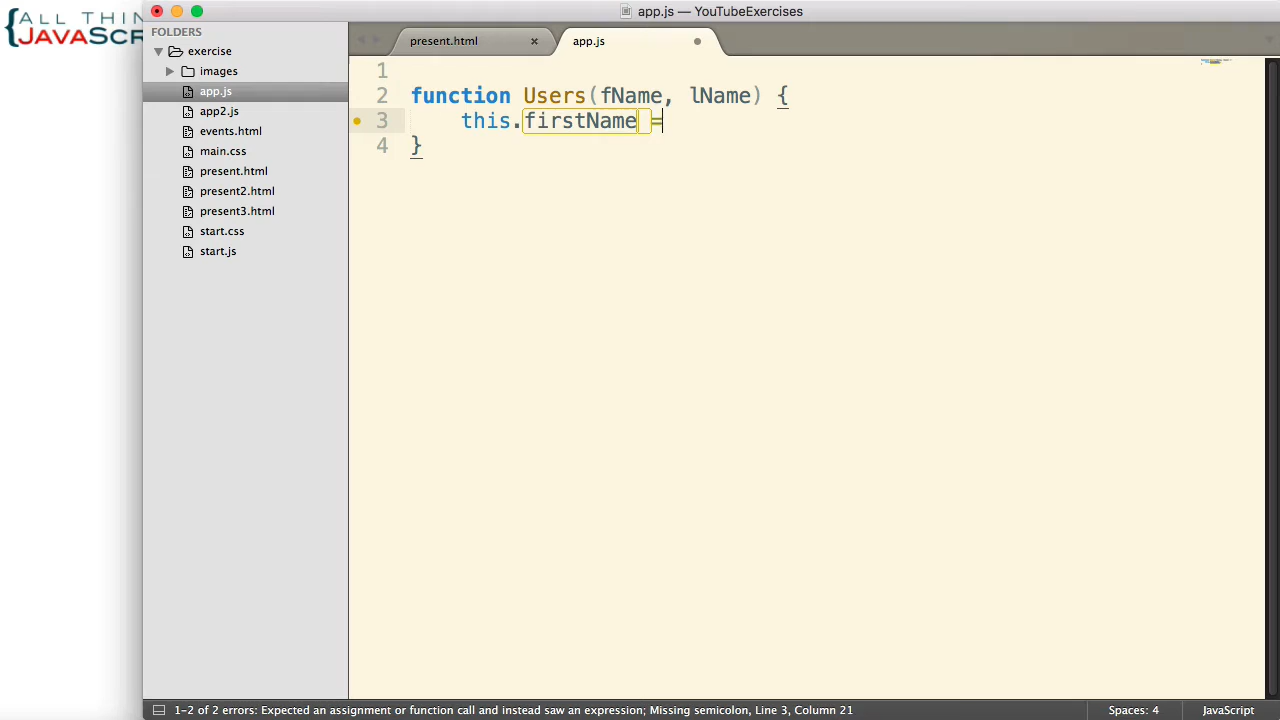 {ALL THIN
JAVASCR
app.js — YouTubeExercises
FOLDERS
exercise
images
app.js
app2.js
events.html
main.css
present.html
present2.html
present3.html
start.css
start.js
present.html ×
app.js
1
2 function Users(fName, lName) {
3 this.firstName =
4 }
1-2 of 2 errors: Expected an assignment or function call and instead saw an expression; Missing semicolon, Line 3, Column 21
Spaces: 4
JavaScript